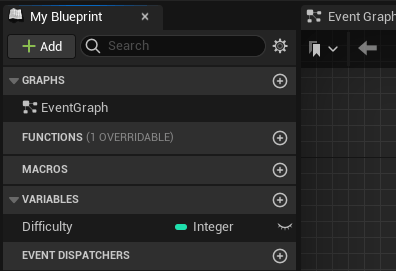 My Blueprint
Event Graph
Add
Search
GRAPHS
EventGraph
FUNCTIONS (1 OVERRIDABLE)
MACROS
VARIABLES
Difficulty Integer
EVENT DISPATCHERS